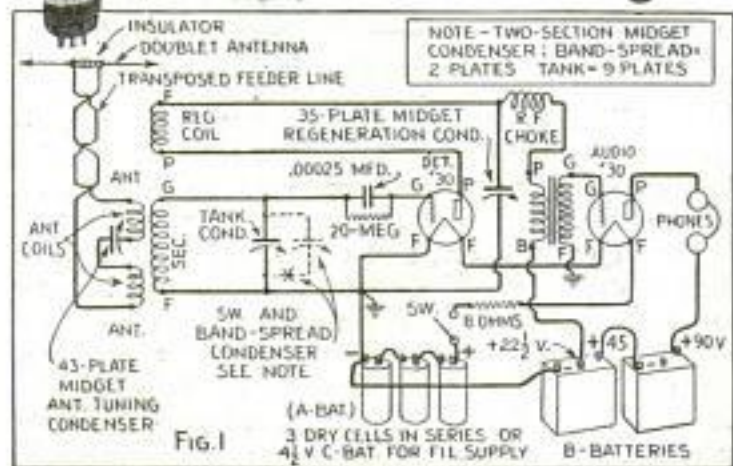 INSULATOR
DOUBLET ANTENNA
TRANSPOSED FEEDER LINE
NOTE - TWO-SECTION MIDGET
CONDENSER: BAND-SPREAD=
2 PLATES TANK= 9 PLATES
F
REG
COIL
P
35-PLATE MIDGET
REGENERATION COND.
R.F.
CHOKE
.00025 MFD.
DET.
'30
G
P
F
F
20-MEG
P
G
B
F
AUDIO
'30
G
P
F
F
PHONES
ANT
G
ANT
COILS
SEC.
TANK
COND.
F
ANT.
SW. AND
BAND-SPREAD
CONDENSER
SEE NOTE
43-PLATE
MIDGET
ANT. TUNING
CONDENSER
SW.
8 OHMS
+22½ V.
+45
+90V
-
+
-
-
+
(A-BAT.)
FIG.1
3 DRY CELLS IN SERIES OR
4½ V C-BAT. FOR FIL SUPPLY
B-BATTERIES